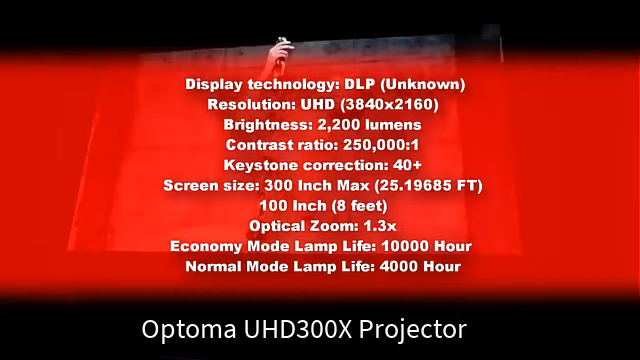 Display technology: DLP (Unknown)
Resolution: UHD (3840x2160)
Brightness: 2,200 lumens
Contrast ratio: 250,000:1
Keystone correction: 40+
Screen size: 300 Inch Max (25.19685 FT)
100 Inch (8 feet)
Optical Zoom: 1.3x
Economy Mode Lamp Life: 10000 Hour
Normal Mode Lamp Life: 4000 Hour
Optoma UHD300X Projector